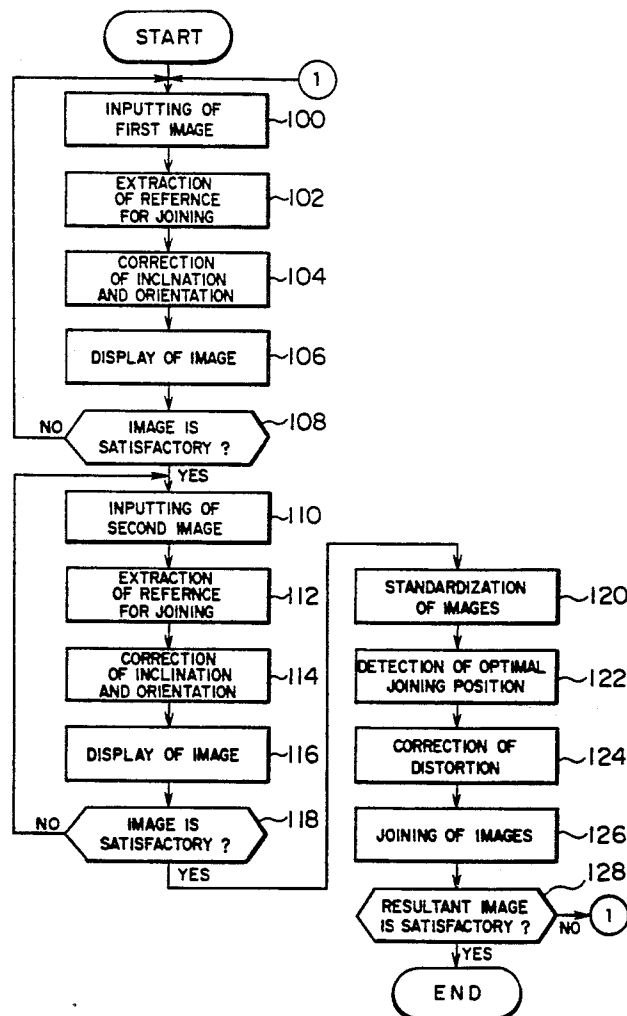 START
1
INPUTTING OF
FIRST IMAGE
100
EXTRACTION
OF REFERNCE
FOR JOINING
102
CORRECTION
OF INCLNATION
AND ORIENTATION
104
DISPLAY OF IMAGE
106
NO
IMAGE IS
SATISFACTORY ?
108
YES
INPUTTING OF
SECOND IMAGE
110
EXTRACTION
OF REFERNCE
FOR JOINING
112
CORRECTION
OF INCLINATION
AND ORIENTATION
114
DISPLAY OF IMAGE
116
NO
IMAGE IS
SATISFACTORY ?
118
YES
STANDARDIZATION
OF IMAGES
120
DETECTION OF OPTIMAL
JOINING POSITION
122
CORRECTION OF
DISTORTION
124
JOINING OF IMAGES
126
RESULTANT IMAGE
IS SATISFACTORY ?
128
NO
1
YES
END